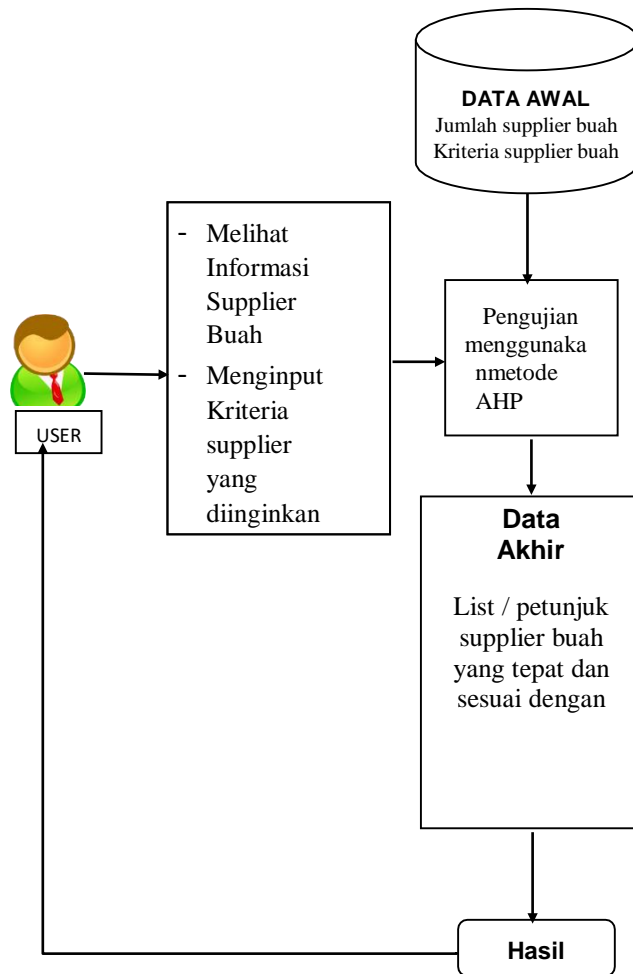 DATA AWAL
Jumlah supplier buah
Kriteria supplier buah
- Melihat
Informasi
Supplier
Buah
- Menginput
Kriteria
supplier
yang
diinginkan
USER
Pengujian
menggunaka
nmetode
AHP
Data
Akhir
List / petunjuk
supplier buah
yang tepat dan
sesuai dengan
Hasil